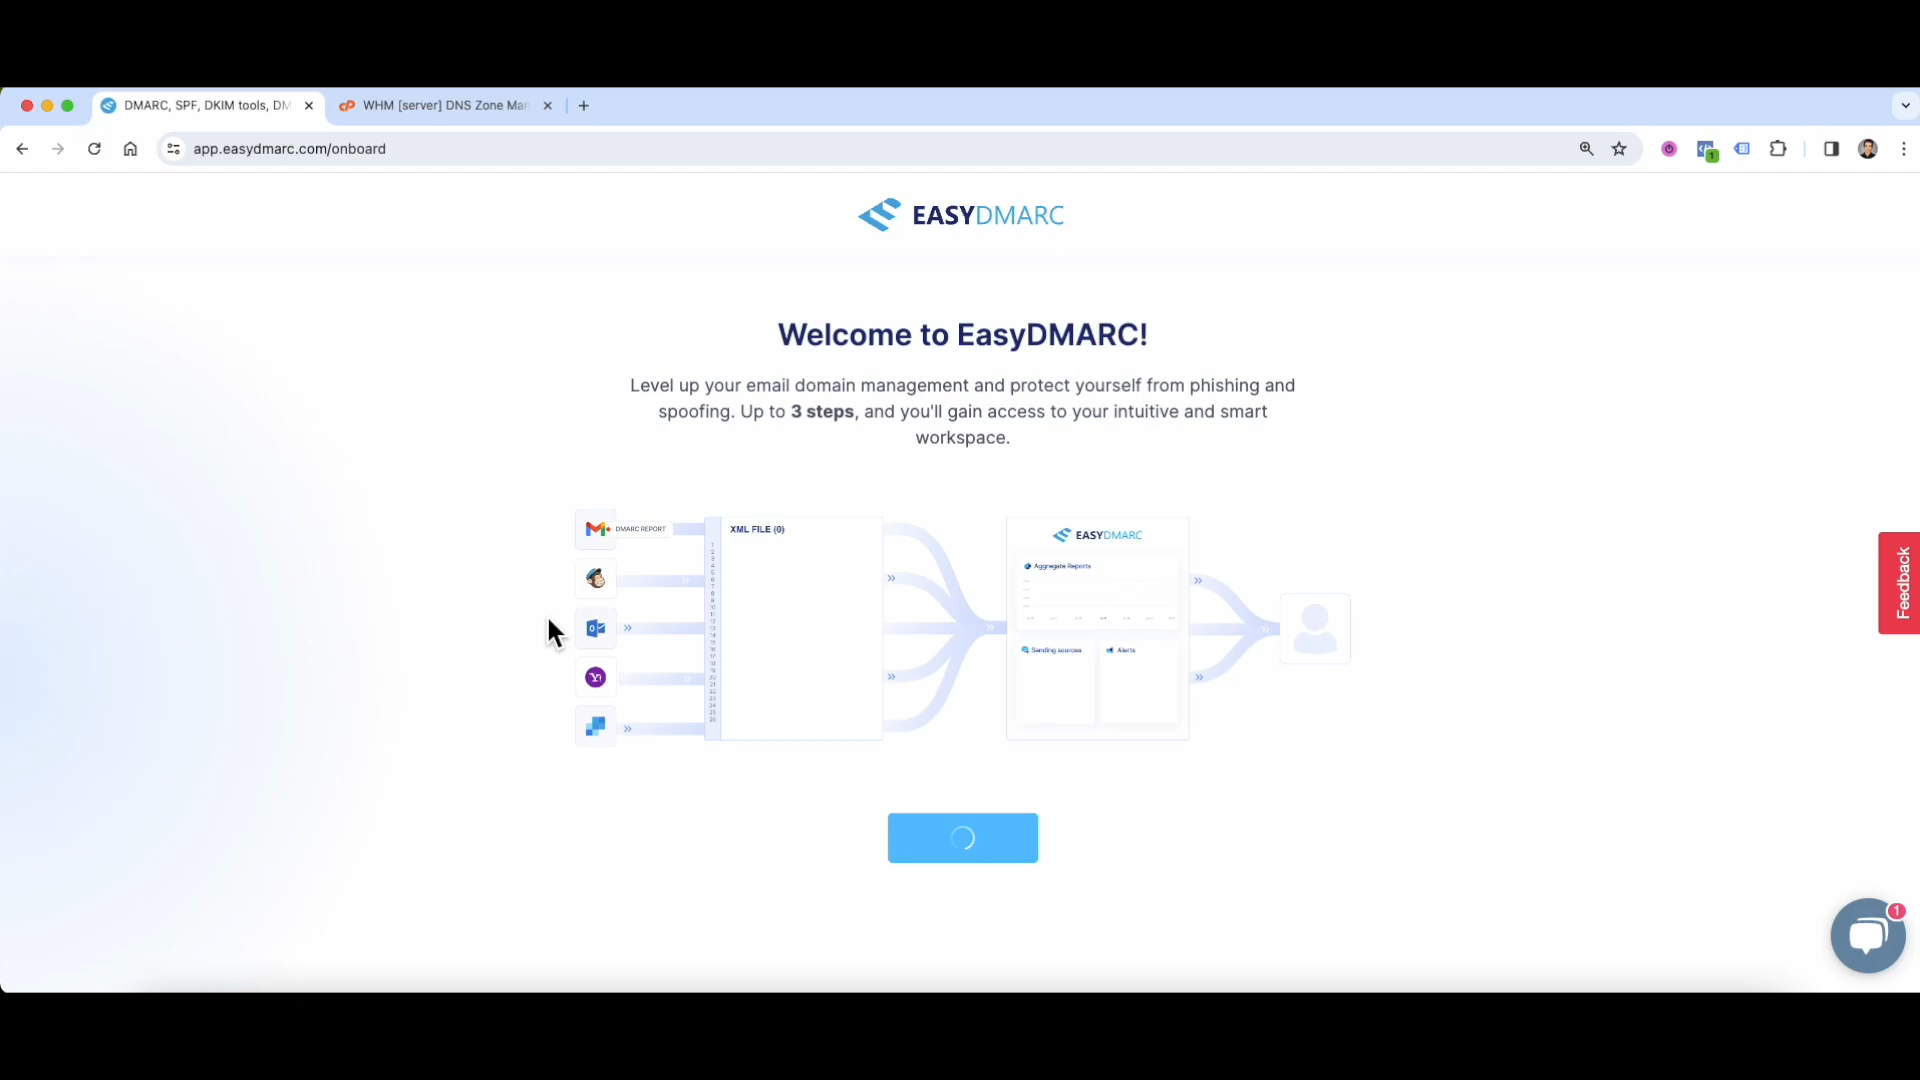 DMARC, SPF, DKIM tools, DM
WHM [server] DNS Zone Man
app.easydmarc.com/onboard
1
EASYDMARC
Welcome to EasyDMARC!
Level up your email domain management and protect yourself from phishing and
spoofing. Up to 3 steps, and you'll gain access to your intuitive and smart
workspace.
DMARC REPORT
XML FILE (0)
EASYDMARC
Aggregate Reports
Sending sources
Alerts
Feedback
1